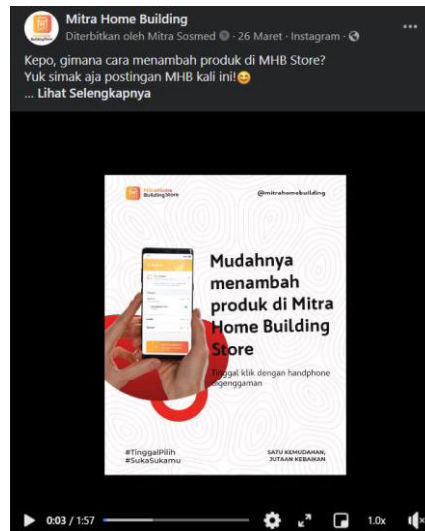 Mitra Home Building
Diterbitkan oleh Mitra Sosmed · 26 Maret · Instagram ·
Kepo, gimana cara menambah produk di MHB Store?
Yuk simak aja postingan MHB kali ini!😊
... Lihat Selengkapnya
MitraHome
BuildingStore
@mitrahomebuilding
Mudahnya
menambah
produk di Mitra
Home Building
Store
Tinggal klik dengan handphone
digenggaman
#TinggalPilih
#SukaSukamu
SATU KEMUDAHAN,
JUTAAN KEBAIKAN
0:03 / 1:57
1.0x